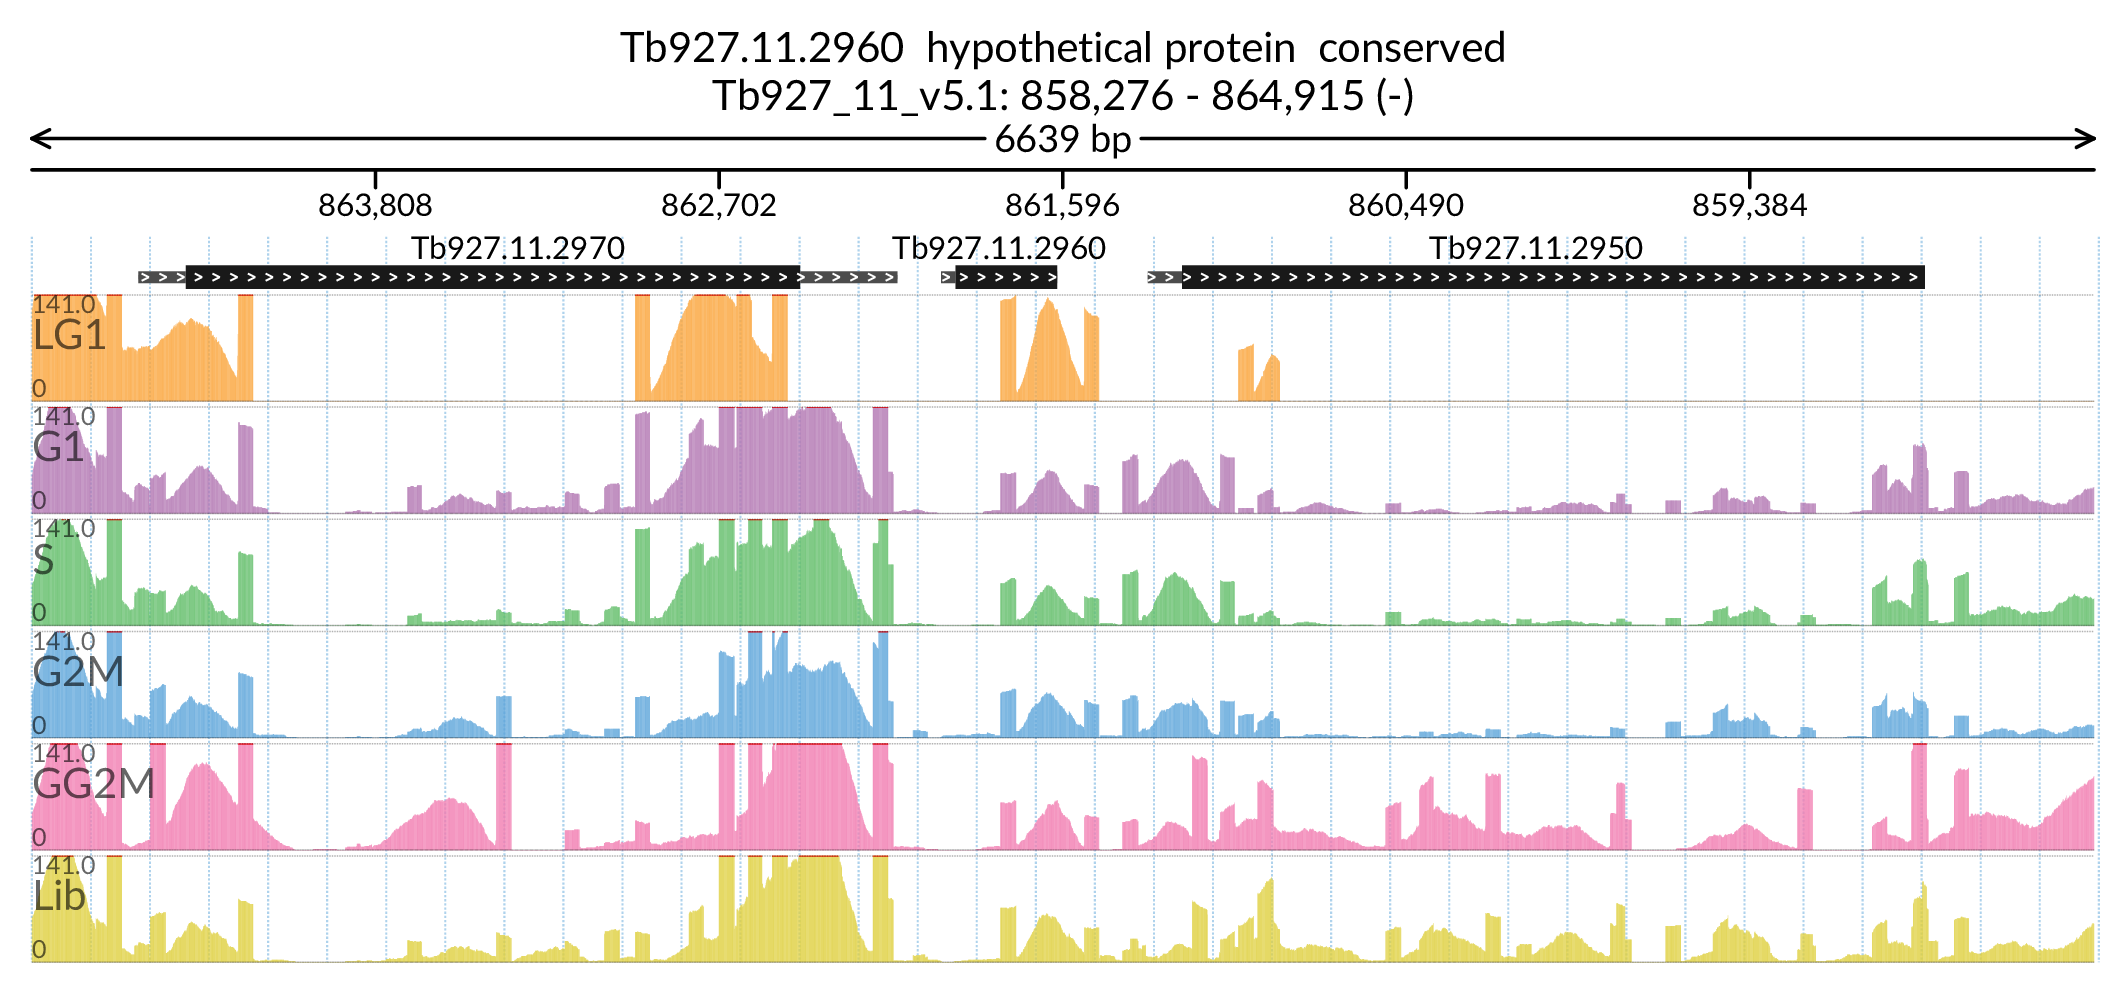 Tb927.11.2960  hypothetical protein  conserved
Tb927_11_v5.1: 858,276 - 864,915 (-)
6639 bp
863,808 862,702 861,596 860,490 859,384
Tb927.11.2970 Tb927.11.2960 Tb927.11.2950
141.0
LG1
0
141.0
G1
0
141.0
S
0
141.0
G2M
0
141.0
GG2M
0
141.0
Lib
0